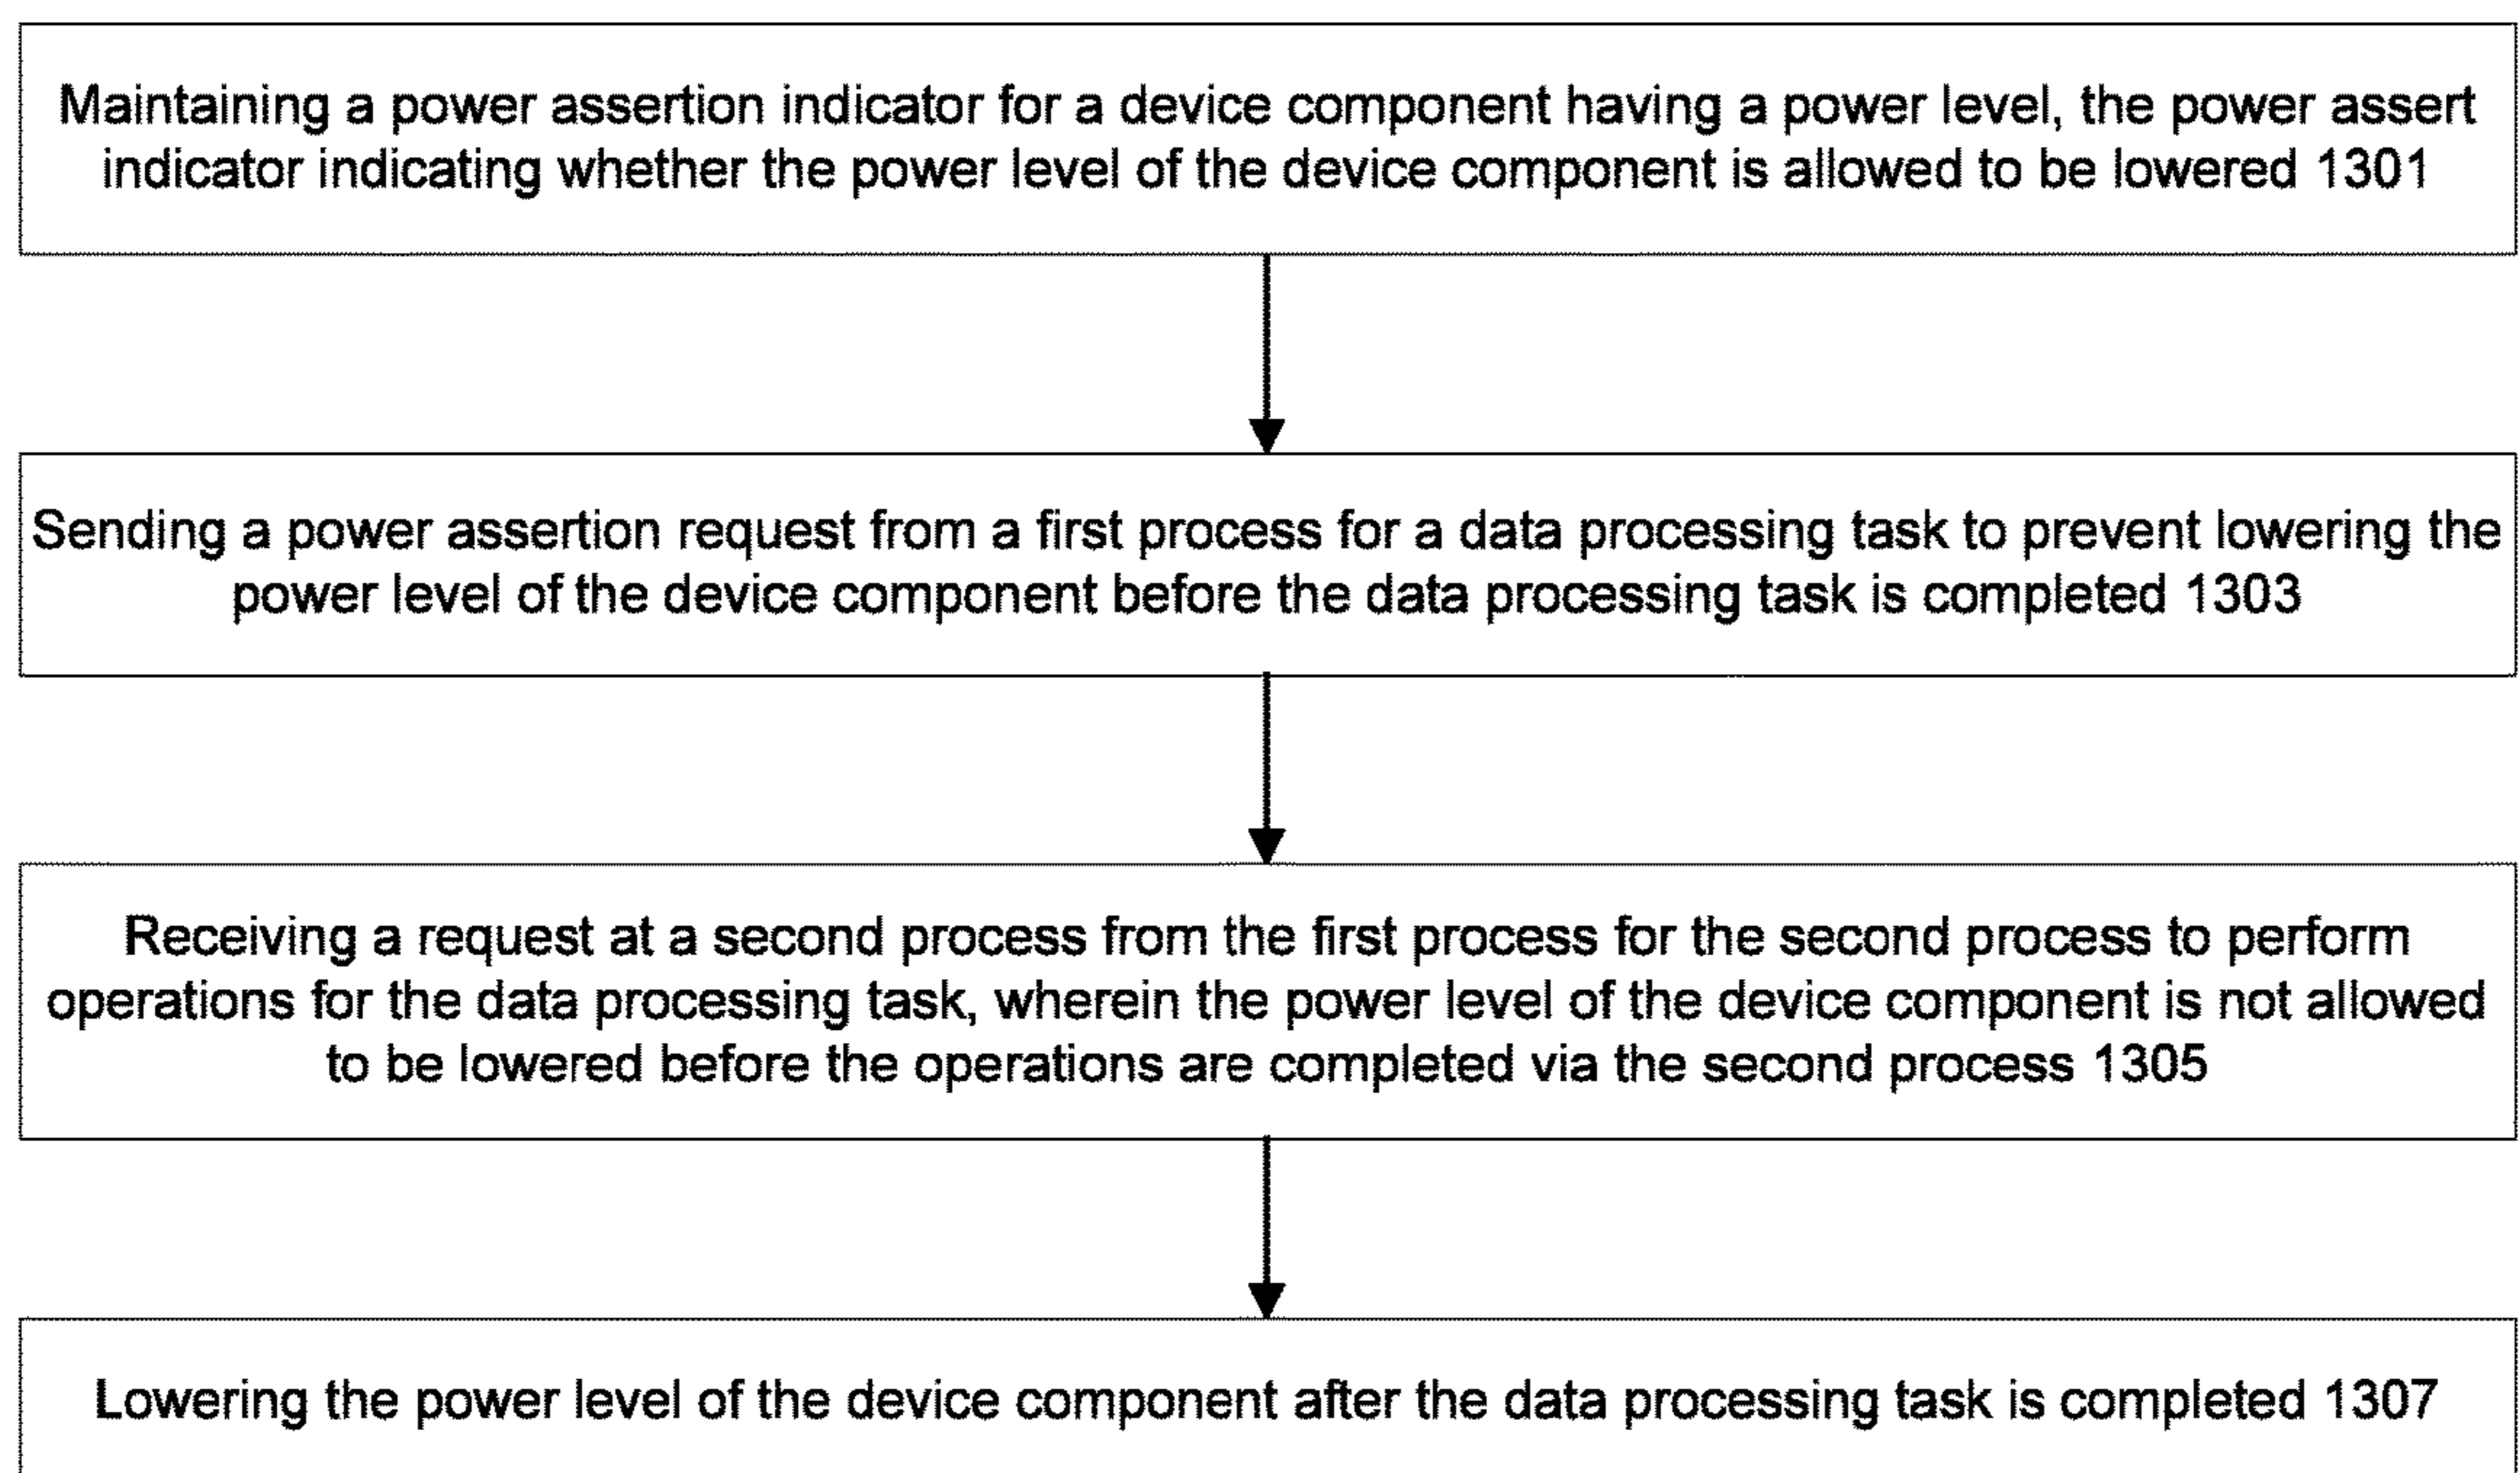 Maintaining a power assertion indicator for a device component having a power level, the power assert
indicator indicating whether the power level of the device component is allowed to be lowered 1301
Sending a power assertion request from a first process for a data processing task to prevent lowering the
power level of the device component before the data processing task is completed 1303
Receiving a request at a second process from the first process for the second process to perform
operations for the data processing task, wherein the power level of the device component is not allowed
to be lowered before the operations are completed via the second process 1305
Lowering the power level of the device component after the data processing task is completed 1307